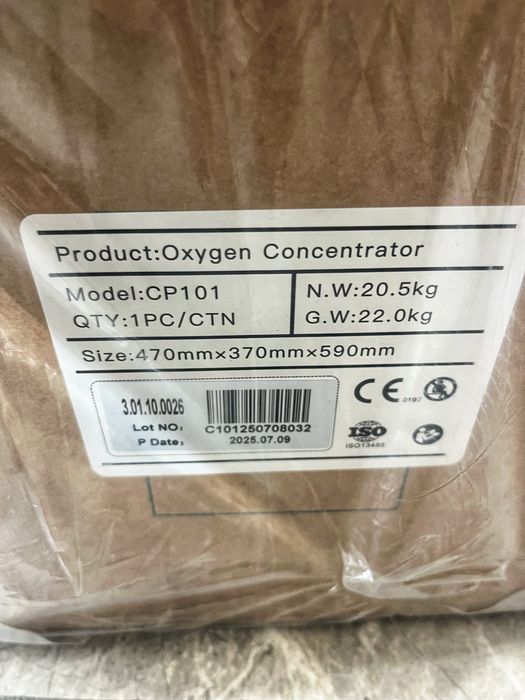 Product:Oxygen Concentrator
Model:CP101
N.W:20.5kg
QTY:1PC/CTN
G.W:22.0kg
Size:470mm×370mm×590mm
3.01.10.0026
Lot NO:
C101250708032
P Date:
2025.07.09
CE 0197
ISO
ISO13485